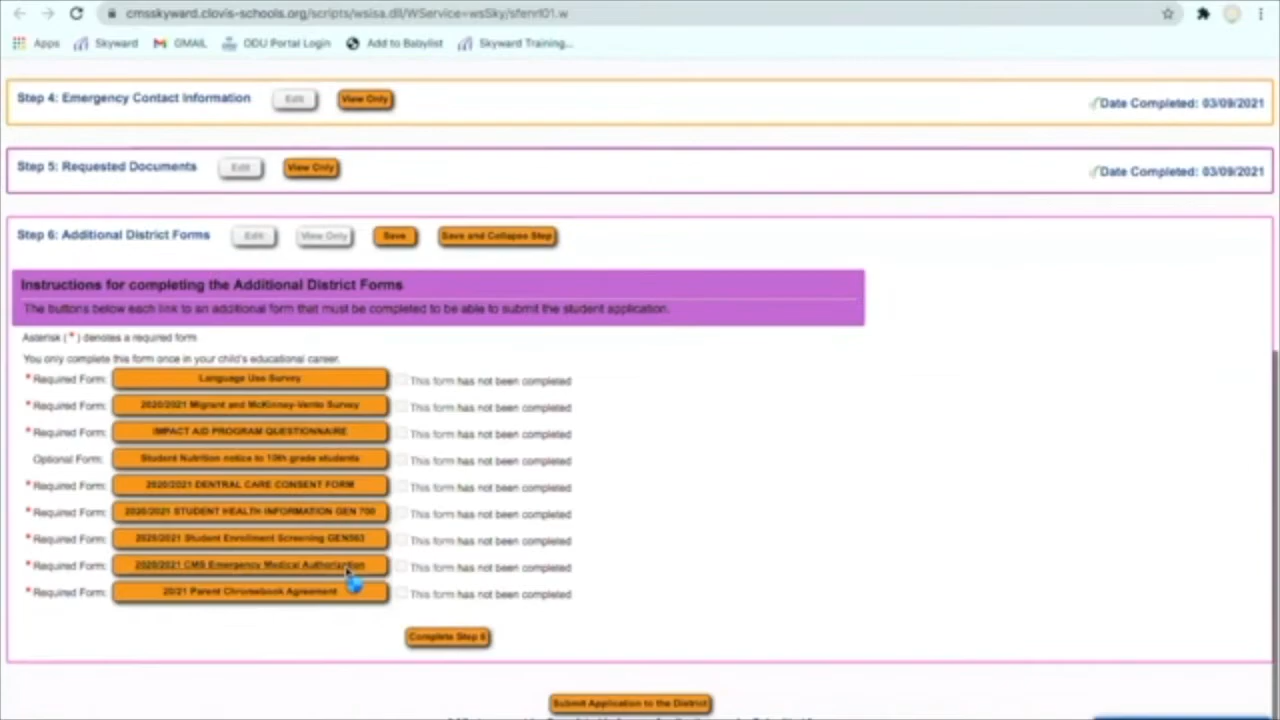 cmsskyward.clovis-schools.org/scripts/wsisa.dll/WService=wsSky/sfenrl01.w
Apps Skyward GMAIL ODU Portal Login Add to Babylist Skyward Training...
Step 4: Emergency Contact Information Edit View Only Date Completed: 03/09/2021
Step 5: Requested Documents Edit View Only Date Completed: 03/09/2021
Step 6: Additional District Forms Edit View Only Save Save and Collapse Step
Instructions for completing the Additional District Forms
The buttons below each link to an additional form that must be completed to be able to submit the student application.
Asterisk (*) denotes a required form
You only complete this form once in your child's educational career.
* Required Form: Language Use Survey This form has not been completed
* Required Form: 2020/2021 Migrant and McKinney-Vento Survey This form has not been completed
* Required Form: IMPACT AID PROGRAM QUESTIONNAIRE This form has not been completed
Optional Form: Student Nutrition notice to 10th grade students This form has not been completed
* Required Form: 2020/2021 DENTRAL CARE CONSENT FORM This form has not been completed
* Required Form: 2020/2021 STUDENT HEALTH INFORMATION GEN 700 This form has not been completed
* Required Form: 2020/2021 Student Enrollment Screening GEN563 This form has not been completed
* Required Form: 2020/2021 CMS Emergency Medical Authorization This form has not been completed
* Required Form: 20/21 Parent Chromebook Agreement This form has not been completed
Complete Step 6
Submit Application to the District